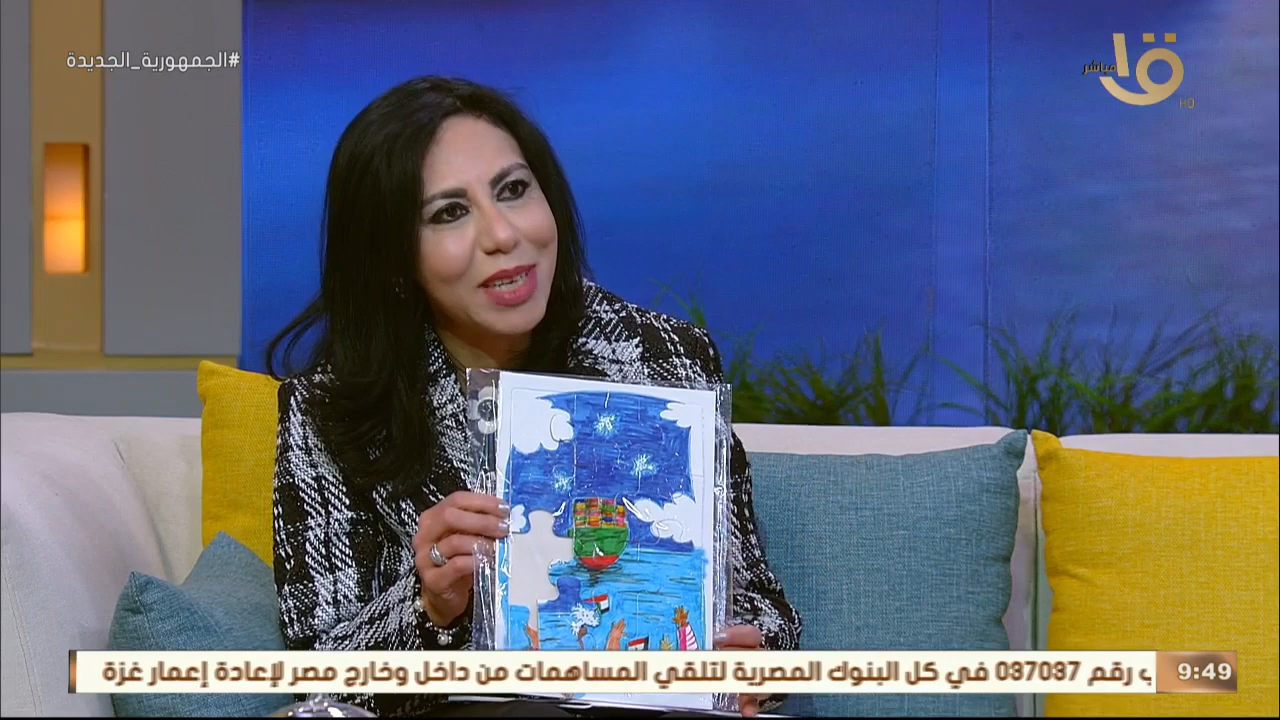 #الجمهورية_الجديدة
مباشر
HD
ب رقم 037037 في كل البنوك المصرية لتلقي المساهمات من داخل وخارج مصر لإعادة إعمار غزة
9:49